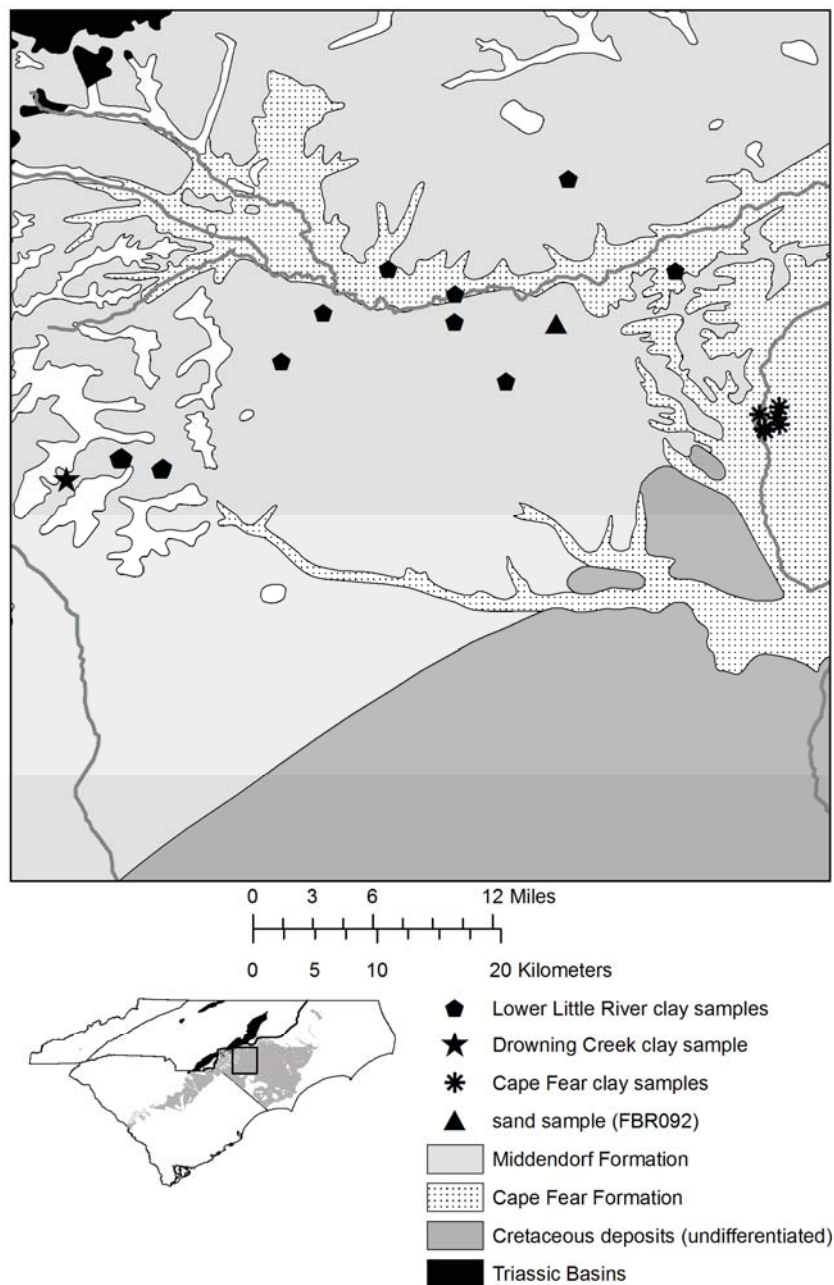 0 3 6 12 Miles
0 5 10 20 Kilometers
Lower Little River clay samples
Drowning Creek clay sample
Cape Fear clay samples
sand sample (FBR092)
Middendorf Formation
Cape Fear Formation
Cretaceous deposits (undifferentiated)
Triassic Basins